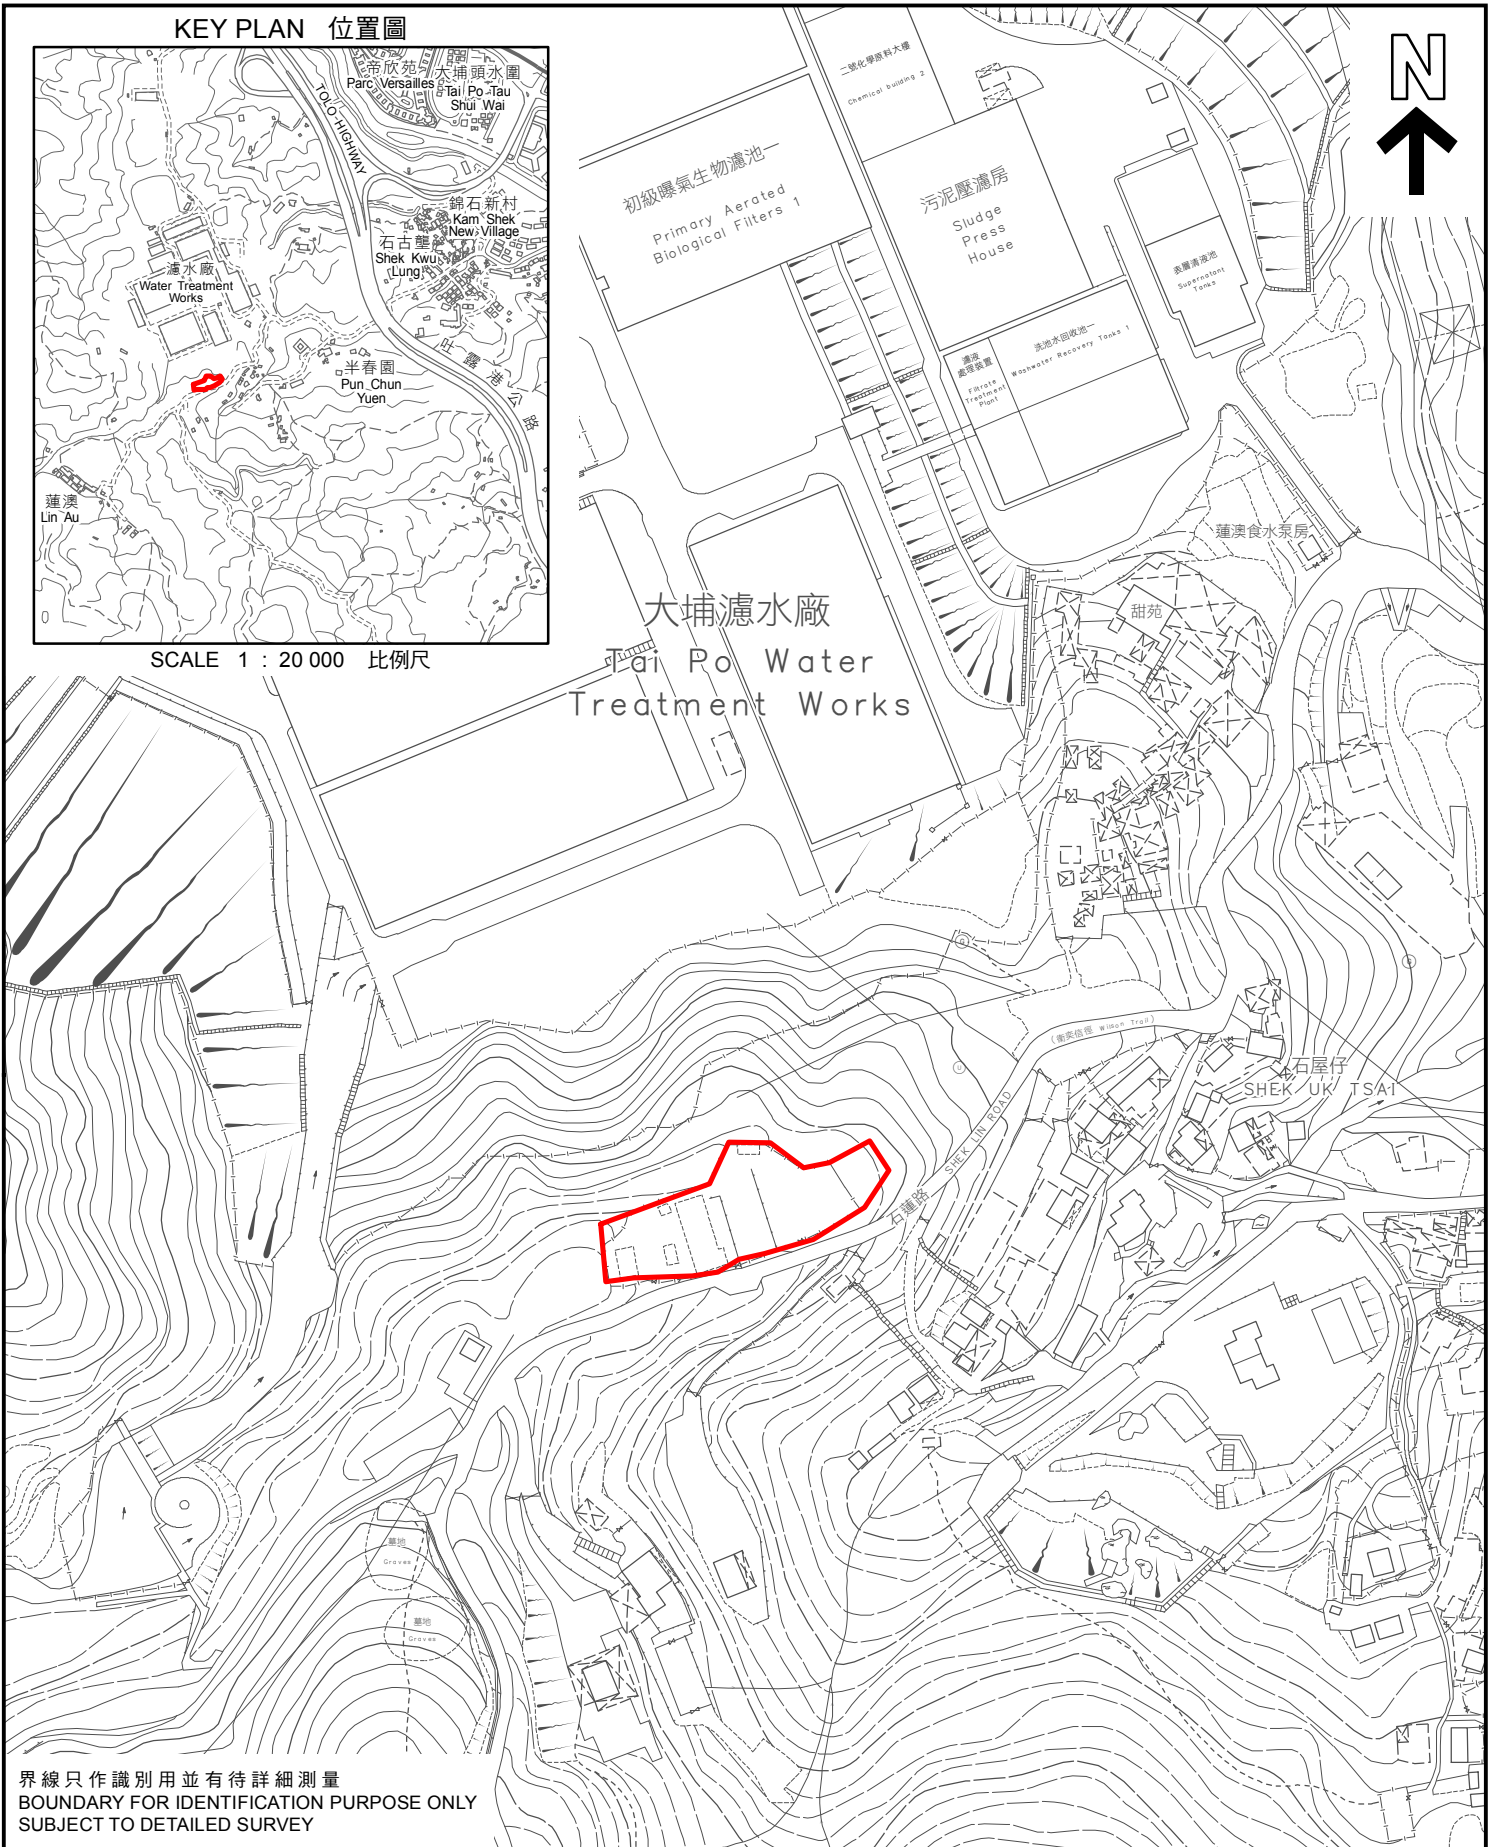 KEY PLAN 位置圖
帝欣苑
Parc Versailles
大埔頭水圍
Tai Po Tau
Shui Wai
TOLO HIGHWAY
錦石新村
Kam Shek
New Village
石古壟
Shek Kwu
Lung
濾水廠
Water Treatment
Works
吐露港公路
半春園
Pun Chun
Yuen
蓮澳
Lin Au
SCALE 1 : 20 000 比例尺
N
二號化學原料大樓
Chemical building 2
初級曝氣生物濾池一
Primary Aerated
Biological Filters 1
污泥壓濾房
Sludge
Press
House
表層清液池
Supernatant
Tanks
濾液
處理裝置
Filtrate
Treatment
Plant
洗池水回收池一
Washwater Recovery Tanks 1
蓮澳食水泵房
甜苑
大埔濾水廠
Tai Po Water
Treatment Works
G
(衛奕信徑 Wilson Trail)
U
石屋仔
SHEK UK TSAI
石蓮路 SHEK LIN ROAD
墓地
Graves
墓地
Graves
界線只作識別用並有待詳細測量
BOUNDARY FOR IDENTIFICATION PURPOSE ONLY
SUBJECT TO DETAILED SURVEY